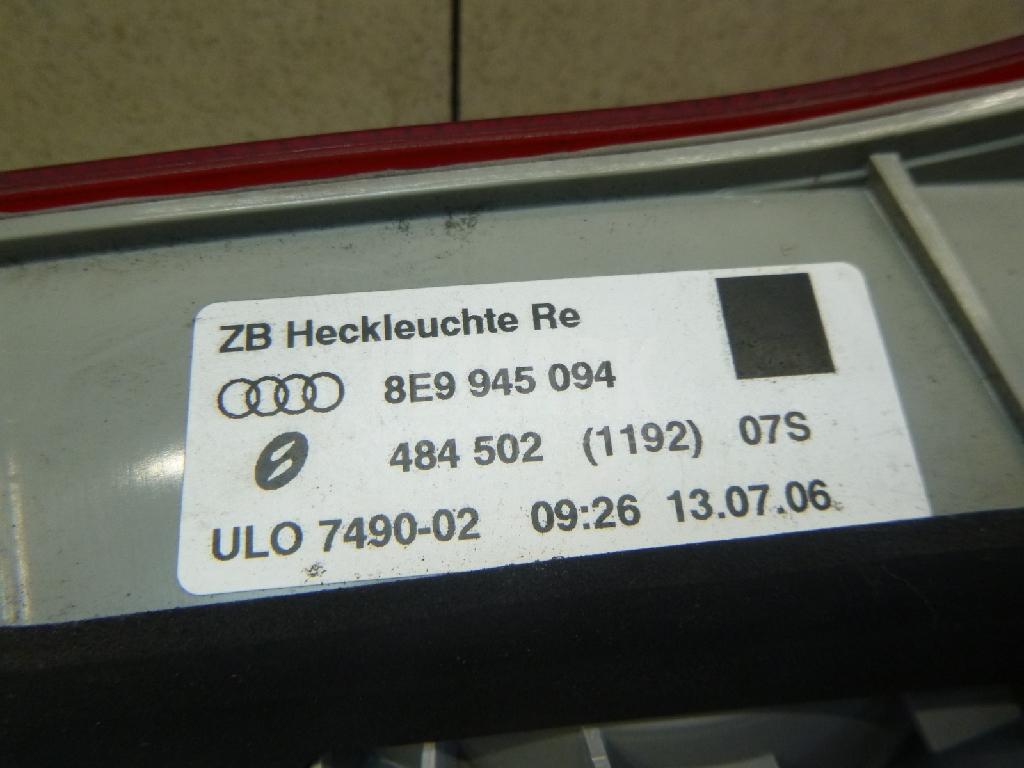 ZB Heckleuchte Re
8E9 945 094
484 502 (1192) 07S
ULO 7490-02 09:26 13.07.06